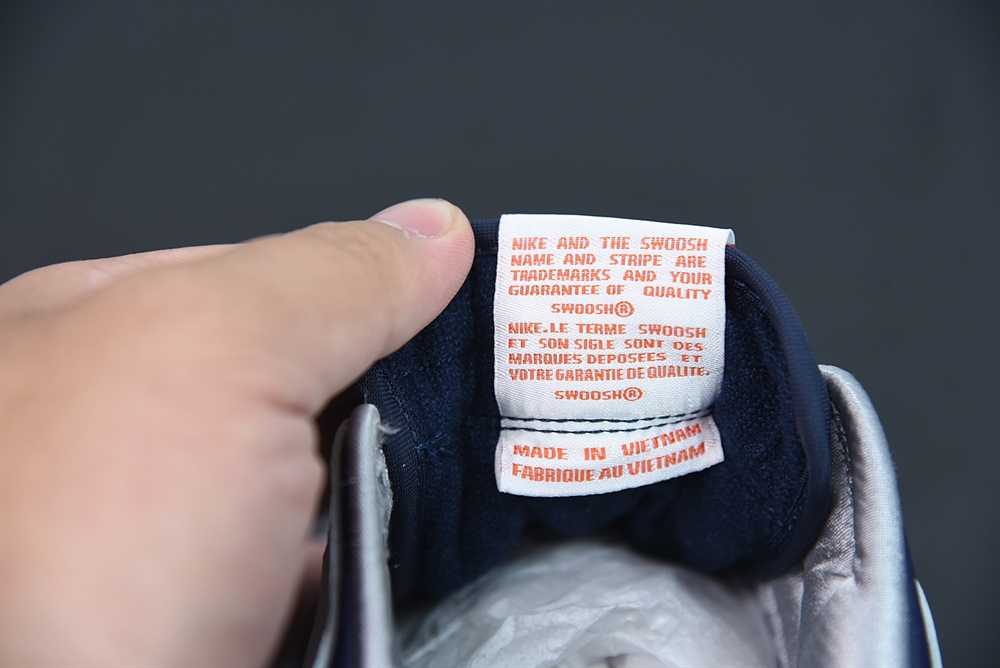 NIKE AND THE SWOOSH
NAME AND STRIPE ARE
TRADEMARKS AND YOUR
GUARANTEE OF QUALITY
SWOOSH®
NIKE.LE TERME SWOOSH
ET SON SIGLE SONT DES
MARQUES DEPOSEES ET
VOTRE GARANTIE DE QUALITE.
SWOOSH®
MADE IN VIETNAM
FABRIQUE AU VIETNAM